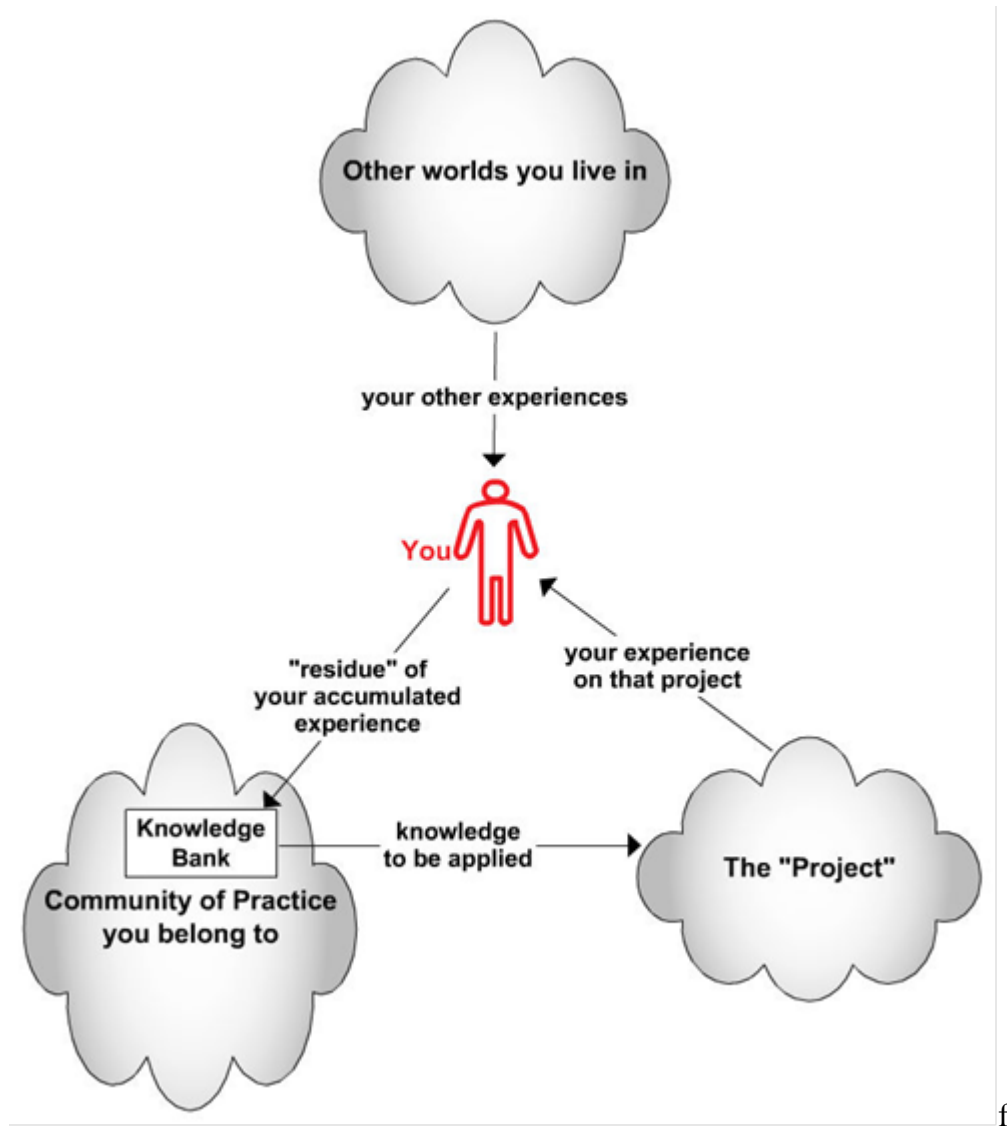 Other worlds you live in
your other experiences
You
"residue" of
your accumulated
experience
your experience
on that project
Knowledge
Bank
knowledge
to be applied
Community of Practice
you belong to
The "Project"
f